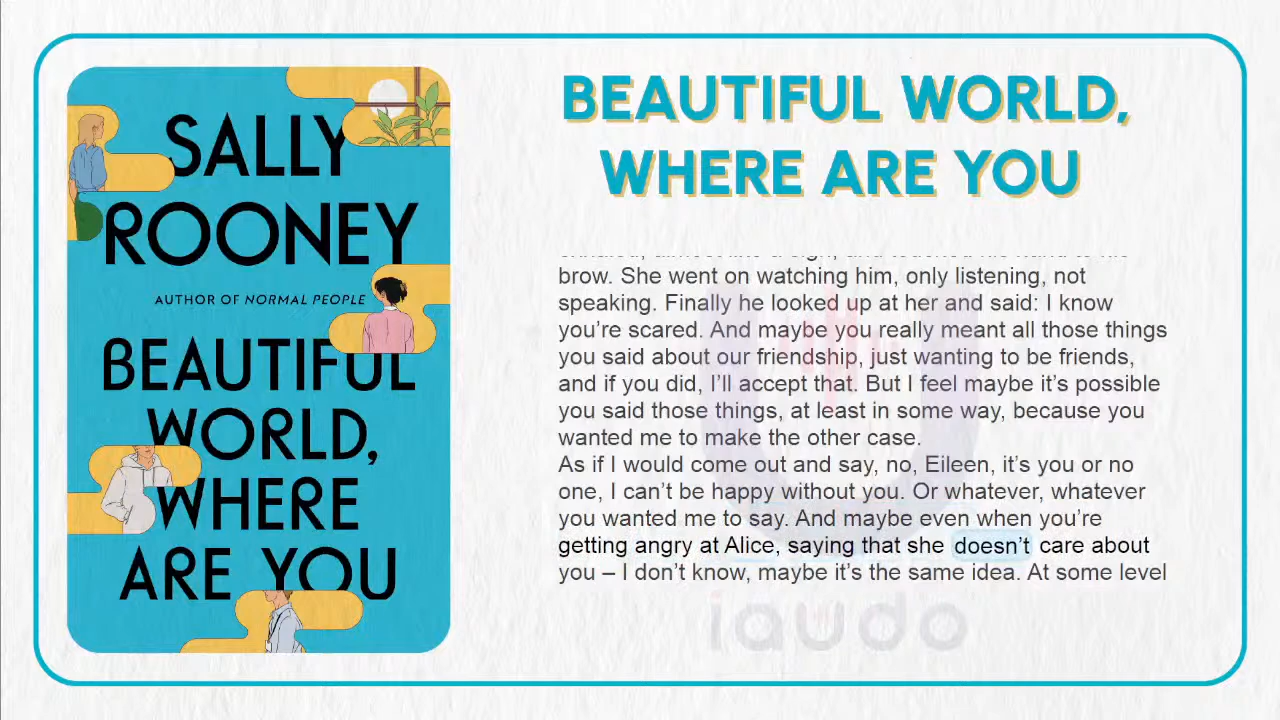 SALLY
ROONEY
AUTHOR OF NORMAL PEOPLE
BEAUTIFUL
WORLD,
WHERE
ARE YOU
BEAUTIFUL WORLD,
WHERE ARE YOU
brow. She went on watching him, only listening, not
speaking. Finally he looked up at her and said: I know
you’re scared. And maybe you really meant all those things
you said about our friendship, just wanting to be friends,
and if you did, I’ll accept that. But I feel maybe it’s possible
you said those things, at least in some way, because you
wanted me to make the other case.
As if I would come out and say, no, Eileen, it’s you or no
one, I can’t be happy without you. Or whatever, whatever
you wanted me to say. And maybe even when you’re
getting angry at Alice, saying that she doesn’t care about
you – I don’t know, maybe it’s the same idea. At some level
iaudo